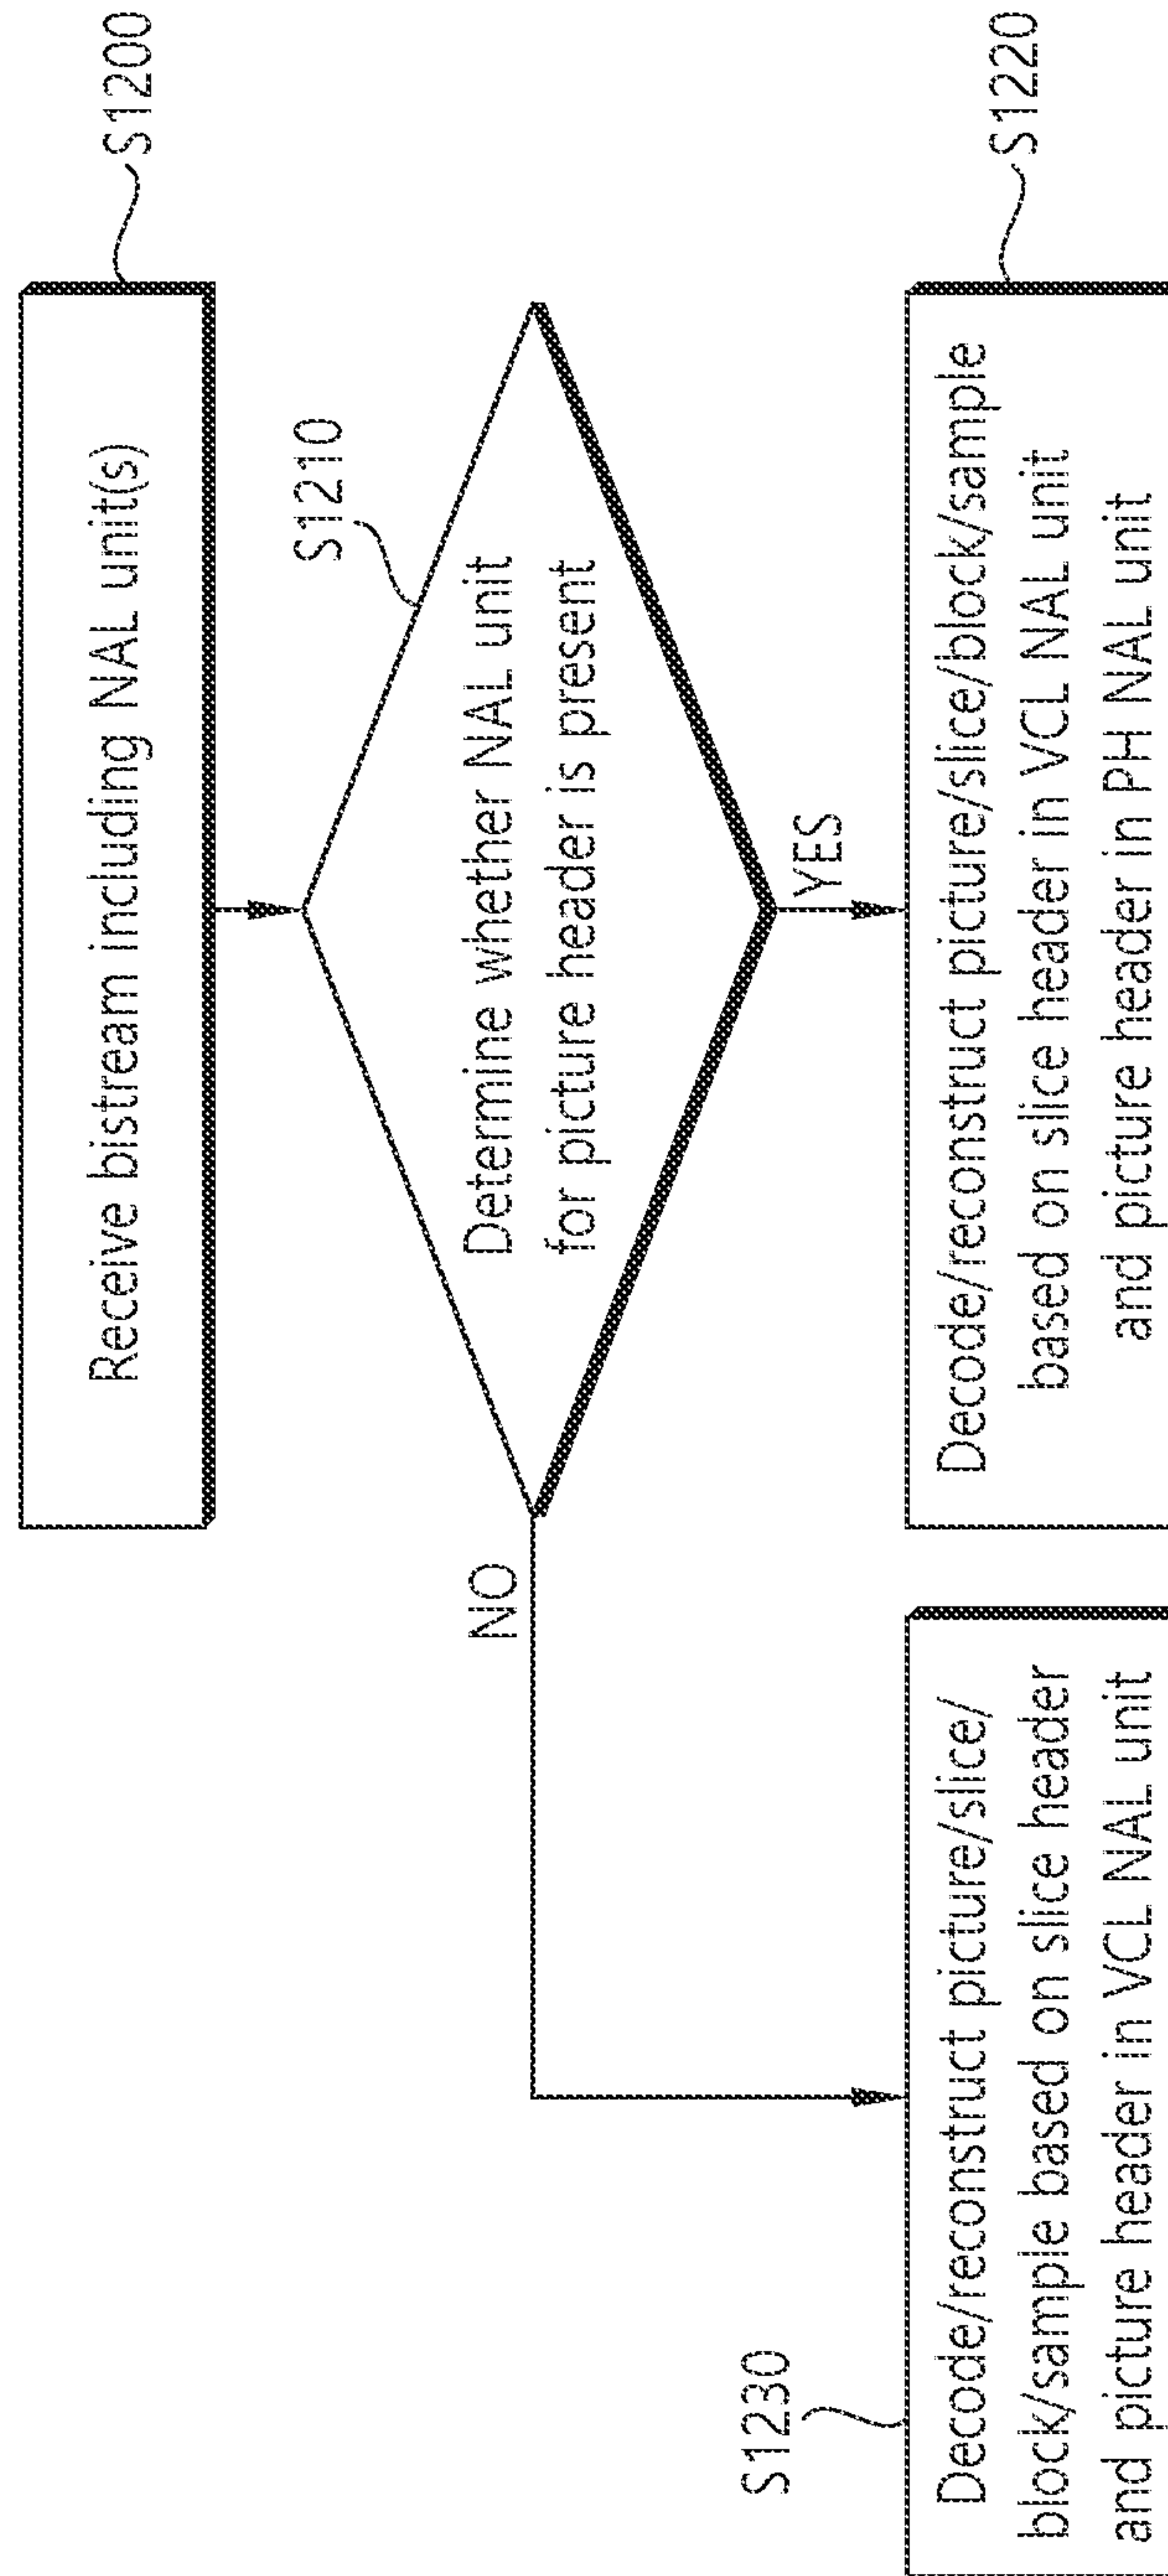 Receive bistream including NAL unit(s)
S1200
S1210
Determine whether NAL unit
for picture header is present
NO
YES
S1230
Decode/reconstruct picture/slice/
block/sample based on slice header
and picture header in VCL NAL unit
S1220
Decode/reconstruct picture/slice/block/sample
based on slice header in VCL NAL unit
and picture header in PH NAL unit